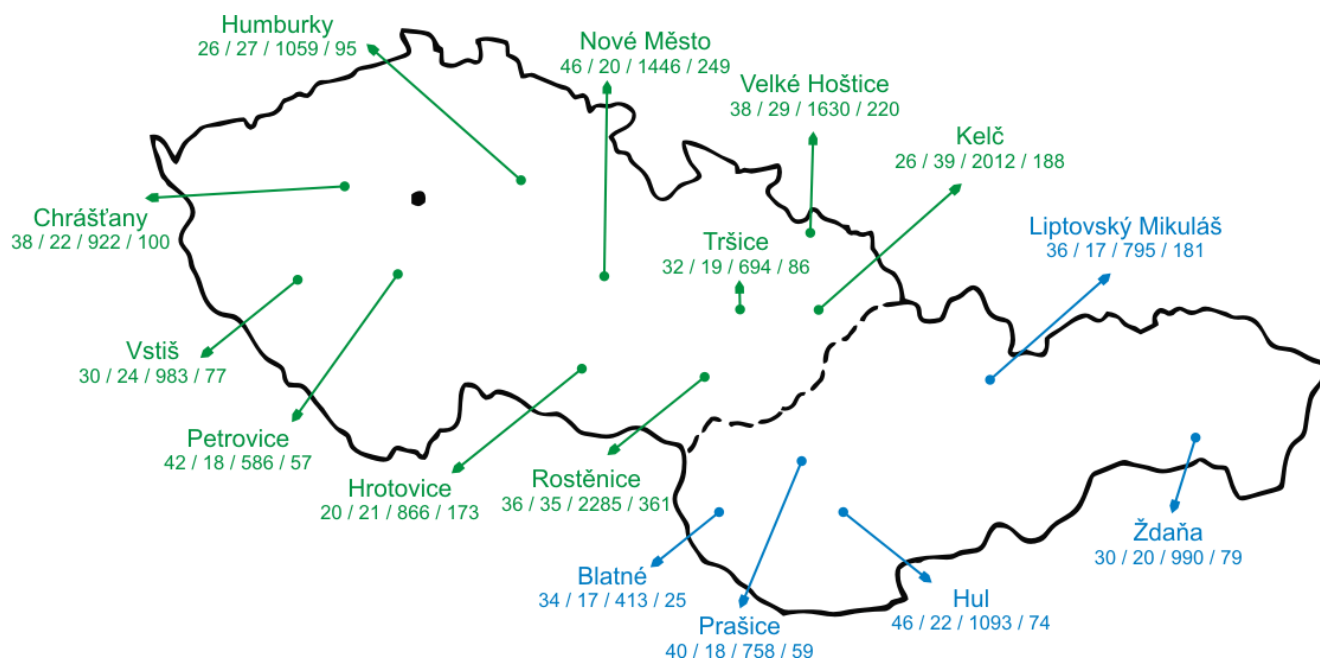 Humburky
26 / 27 / 1059 / 95
Nové Město
46 / 20 / 1446 / 249
Velké Hoštice
38 / 29 / 1630 / 220
Kelč
26 / 39 / 2012 / 188
Chrášťany
38 / 22 / 922 / 100
Tršice
32 / 19 / 694 / 86
Liptovský Mikuláš
36 / 17 / 795 / 181
Vstiš
30 / 24 / 983 / 77
Petrovice
42 / 18 / 586 / 57
Hrotovice
20 / 21 / 866 / 173
Rostěnice
36 / 35 / 2285 / 361
Ždaňa
30 / 20 / 990 / 79
Blatné
34 / 17 / 413 / 25
Hul
46 / 22 / 1093 / 74
Prašice
40 / 18 / 758 / 59